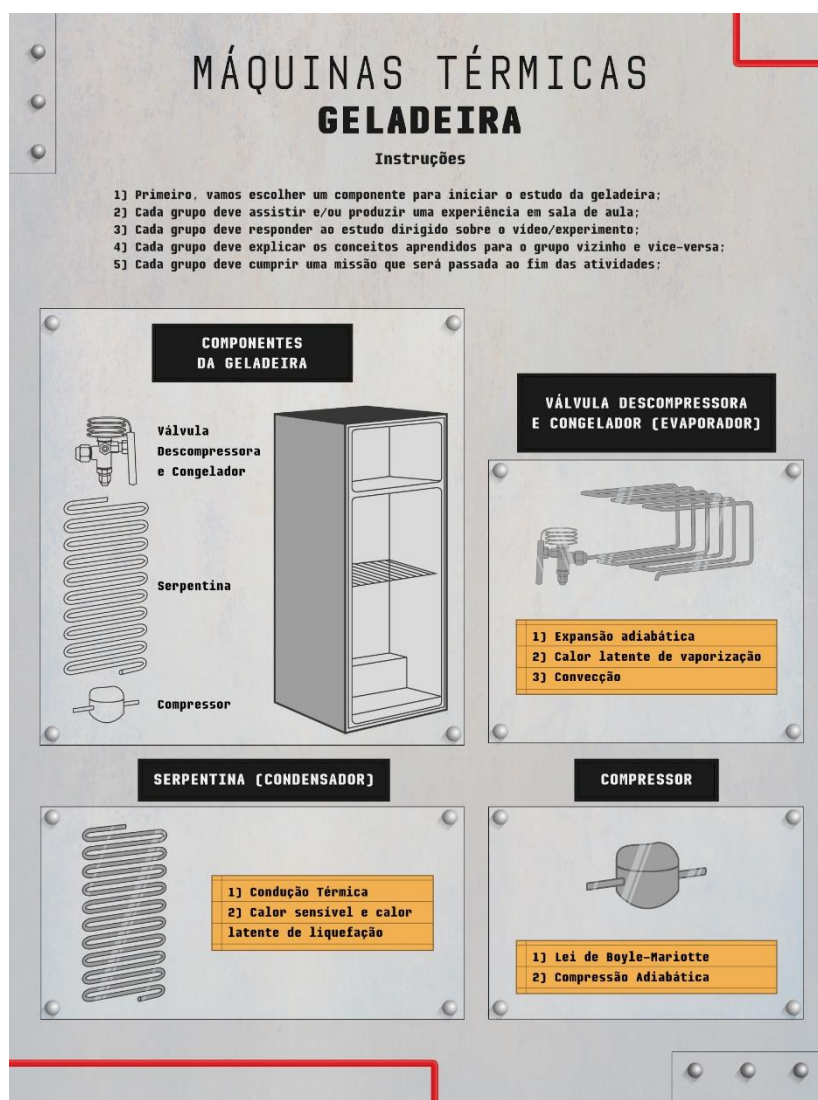 MÁQUINAS TÉRMICAS
GELADEIRA
Instruções
1) Primeiro, vamos escolher um componente para iniciar o estudo da geladeira;
2) Cada grupo deve assistir e/ou produzir uma experiência em sala de aula;
3) Cada grupo deve responder ao estudo dirigido sobre o vídeo/experimento;
4) Cada grupo deve explicar os conceitos aprendidos para o grupo vizinho e vice-versa;
5) Cada grupo deve cumprir uma missão que será passada ao fim das atividades;
COMPONENTES
DA GELADEIRA
Válvula
Descompressora
e Congelador
Serpentina
Compressor
VÁLVULA DESCOMPRESSORA
E CONGELADOR (EVAPORADOR)
1) Expansão adiabática
2) Calor latente de vaporização
3) Convecção
SERPENTINA (CONDENSADOR)
1) Condução Térmica
2) Calor sensível e calor
latente de liquefação
COMPRESSOR
1) Lei de Boyle-Mariotte
2) Compressão Adiabática